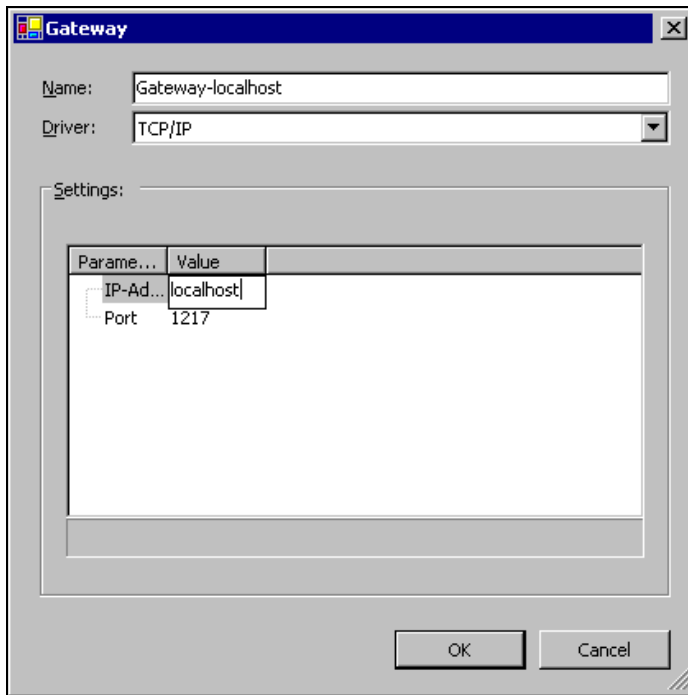 Gateway
Name: Gateway-localhost
Driver: TCP/IP
Settings:
Parame... Value
IP-Ad... localhost
Port 1217
OK Cancel